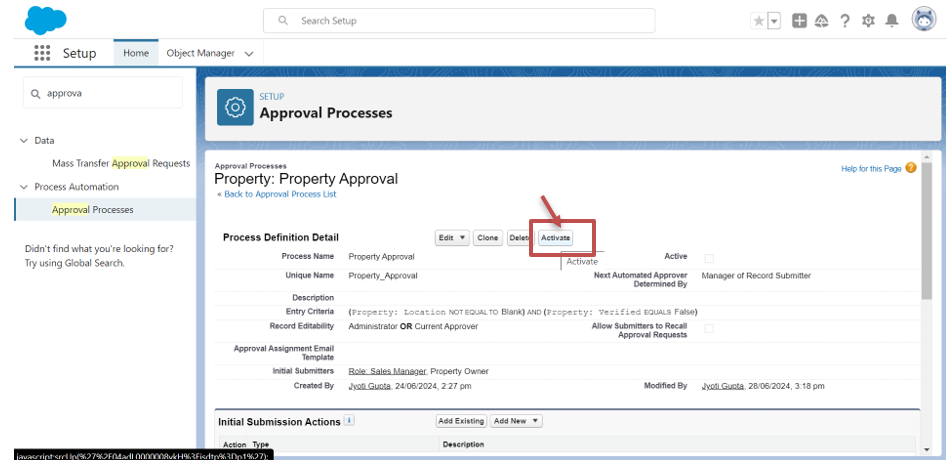 Search Setup
Setup
Home
Object Manager
approva
Data
Mass Transfer Approval Requests
Process Automation
Approval Processes
Didn't find what you're looking for?
Try using Global Search.
SETUP
Approval Processes
Approval Processes
Property: Property Approval
« Back to Approval Process List
Help for this Page
Process Definition Detail
Edit ▼ Clone Delete Activate
Activate
Process Name Property Approval Active
Unique Name Property_Approval Next Automated Approver Determined By Manager of Record Submitter
Description
Entry Criteria (Property: Location NOT EQUAL TO Blank) AND (Property: Verified EQUALS False)
Record Editability Administrator OR Current Approver Allow Submitters to Recall Approval Requests
Approval Assignment Email Template
Initial Submitters Role: Sales Manager, Property Owner
Created By Jyoti Gupta, 24/06/2024, 2:27 pm Modified By Jyoti Gupta, 28/06/2024, 3:18 pm
Initial Submission Actions i Add Existing Add New ▼
Action Type Description